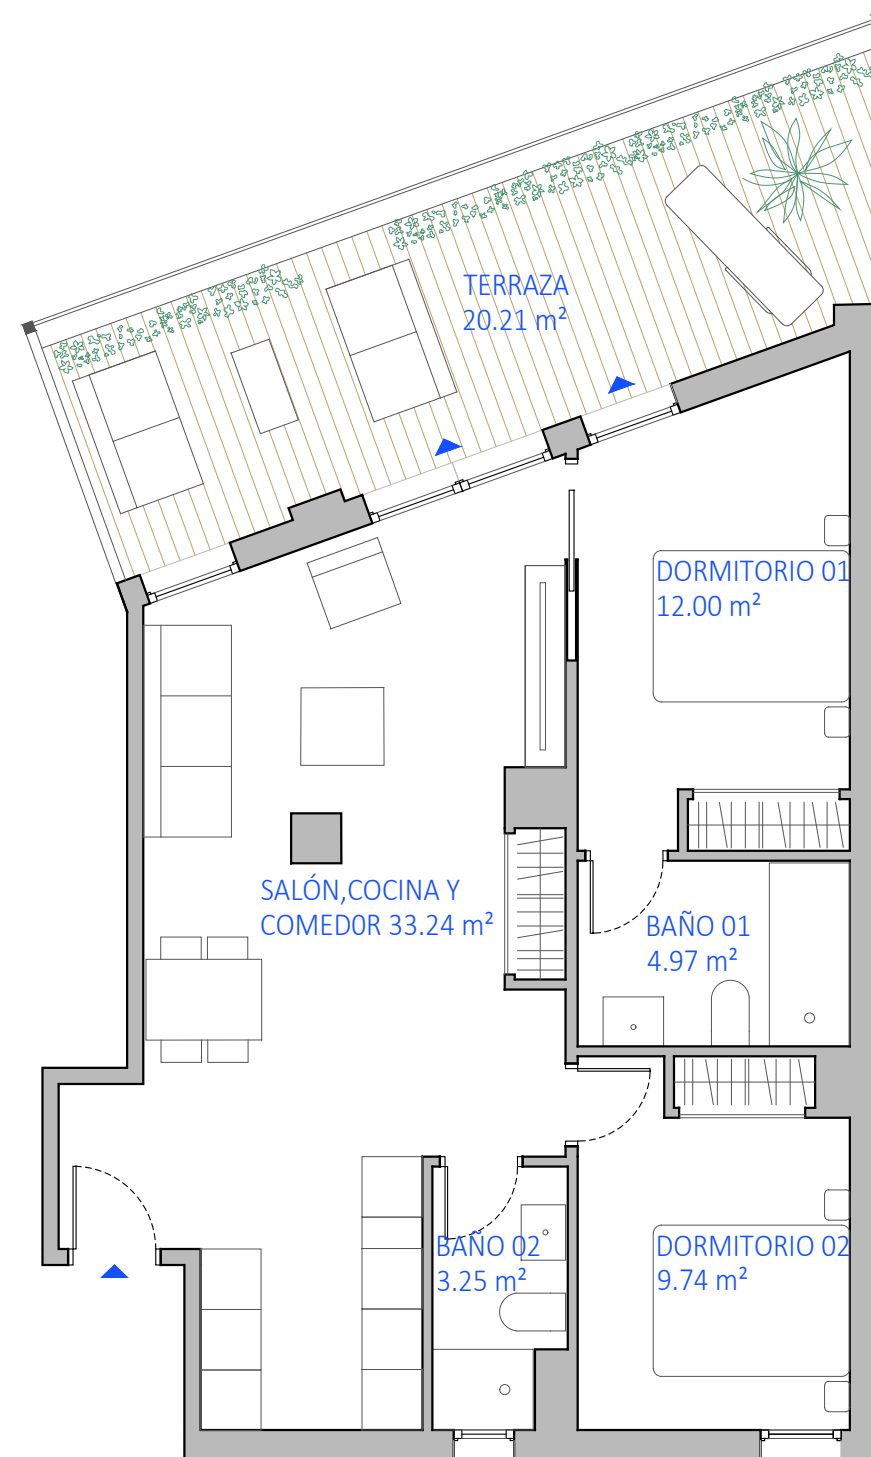 TERRAZA
20.21 m²
DORMITORIO 01
12.00 m²
SALÓN,COCINA Y
COMED0R 33.24 m²
BAÑO 01
4.97 m²
BAÑO 02
3.25 m²
DORMITORIO 02
9.74 m²